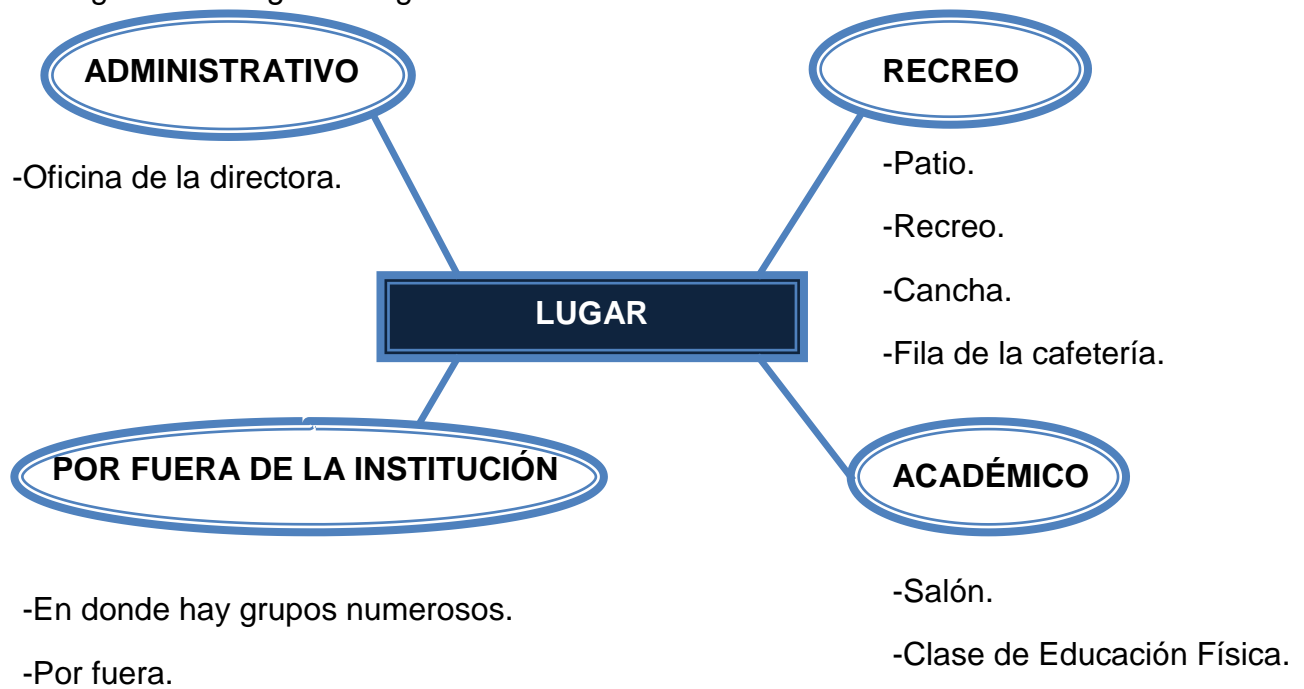 ADMINISTRATIVO
-Oficina de la directora.
RECREO
-Patio.
-Recreo.
-Cancha.
-Fila de la cafetería.
LUGAR
POR FUERA DE LA INSTITUCIÓN
-En donde hay grupos numerosos.
-Por fuera.
ACADÉMICO
-Salón.
-Clase de Educación Física.